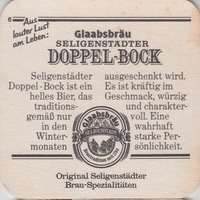 6
Aus
lauter Lust
am Leben:
Glaabsbräu
SELIGENSTÄDTER
DOPPEL-BOCK
Seligenstädter
Doppel-Bock ist ein
helles Bier, das
traditions-
gemäß nur
in den
Winter-
monaten
ausgeschenkt wird.
Es ist kräftig im
Geschmack, würzig
und charakter-
voll. Eine
wahrhaft
starke Per-
sönlichkeit.
Glaabsbräu
SELIGENSTADT
Original Seligenstädter
Brau-Spezialitäten